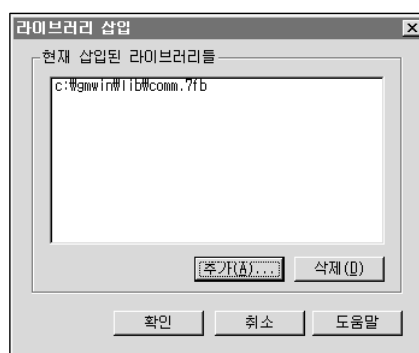 라이브러리 삽입
현재 삽입된 라이브러리들
c:\gmwin\lib\comm.7fb
추가(A)...
삭제(D)
확인
취소
도움말